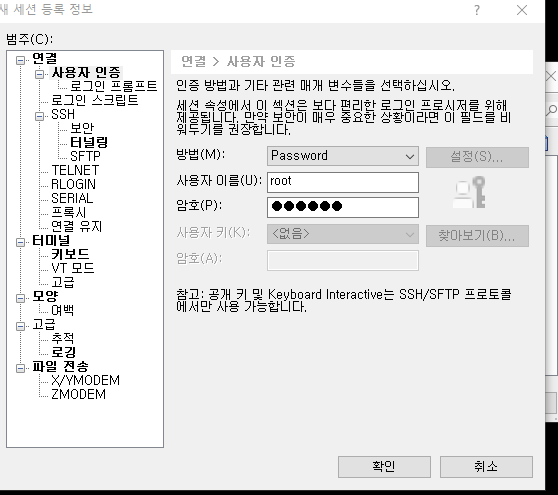 새 세션 등록 정보
?
범주(C):
연결
사용자 인증
로그인 프롬프트
로그인 스크립트
SSH
보안
터널링
SFTP
TELNET
RLOGIN
SERIAL
프록시
연결 유지
터미널
키보드
VT 모드
고급
모양
여백
고급
추적
로깅
파일 전송
X/YMODEM
ZMODEM
연결 > 사용자 인증
인증 방법과 기타 관련 매개 변수들을 선택하십시오.
세션 속성에서 이 섹션은 보다 편리한 로그인 프로시저를 위해
제공됩니다. 만약 보안이 매우 중요한 상황이라면 이 필드를 비
워두기를 권장합니다.
방법(M): Password 설정(S)...
사용자 이름(U): root
암호(P): ●●●●●●
사용자 키(K): <없음> 찾아보기(B)...
암호(A):
참고: 공개 키 및 Keyboard Interactive는 SSH/SFTP 프로토콜
에서만 사용 가능합니다.
확인 취소